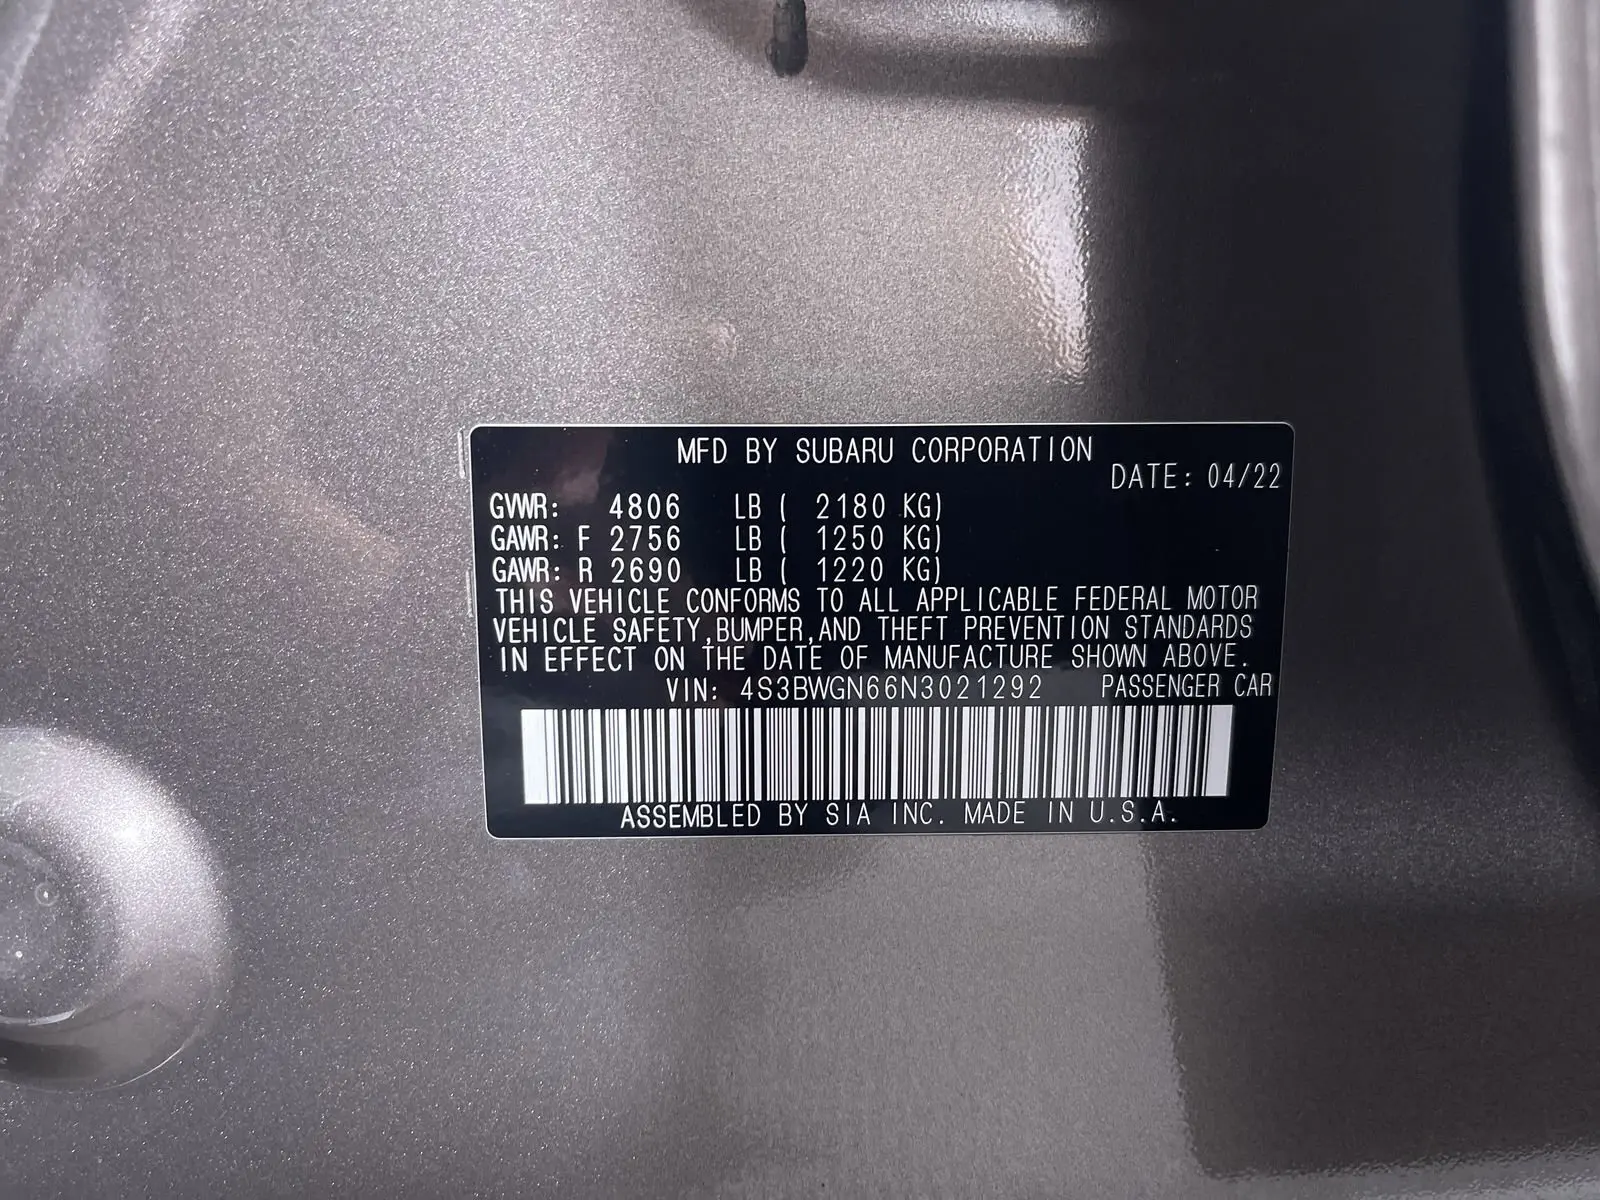 MFD BY SUBARU CORPORATION
DATE: 04/22
GVWR: 4806 LB ( 2180 KG)
GAWR: F 2756 LB ( 1250 KG)
GAWR: R 2690 LB ( 1220 KG)
THIS VEHICLE CONFORMS TO ALL APPLICABLE FEDERAL MOTOR
VEHICLE SAFETY,BUMPER,AND THEFT PREVENTION STANDARDS
IN EFFECT ON THE DATE OF MANUFACTURE SHOWN ABOVE.
VIN: 4S3BWGN66N3021292 PASSENGER CAR
ASSEMBLED BY SIA INC. MADE IN U.S.A.